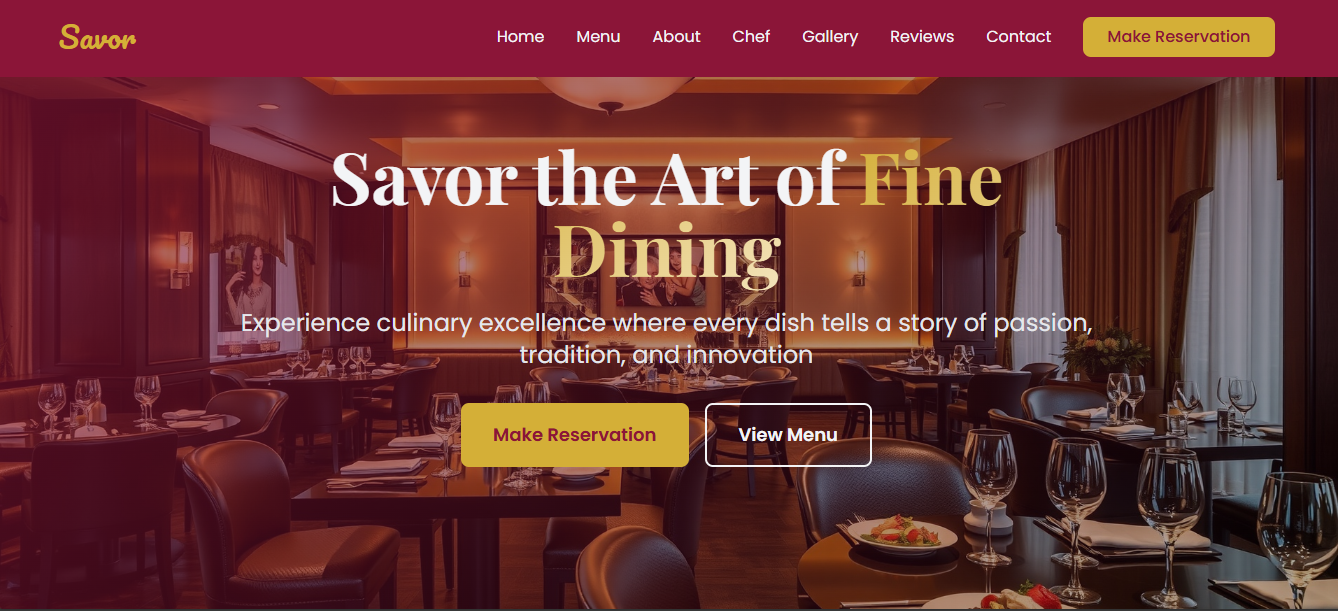 Savor
Home Menu About Chef Gallery Reviews Contact Make Reservation
Savor the Art of Fine
Dining
Experience culinary excellence where every dish tells a story of passion,
tradition, and innovation
Make Reservation View Menu